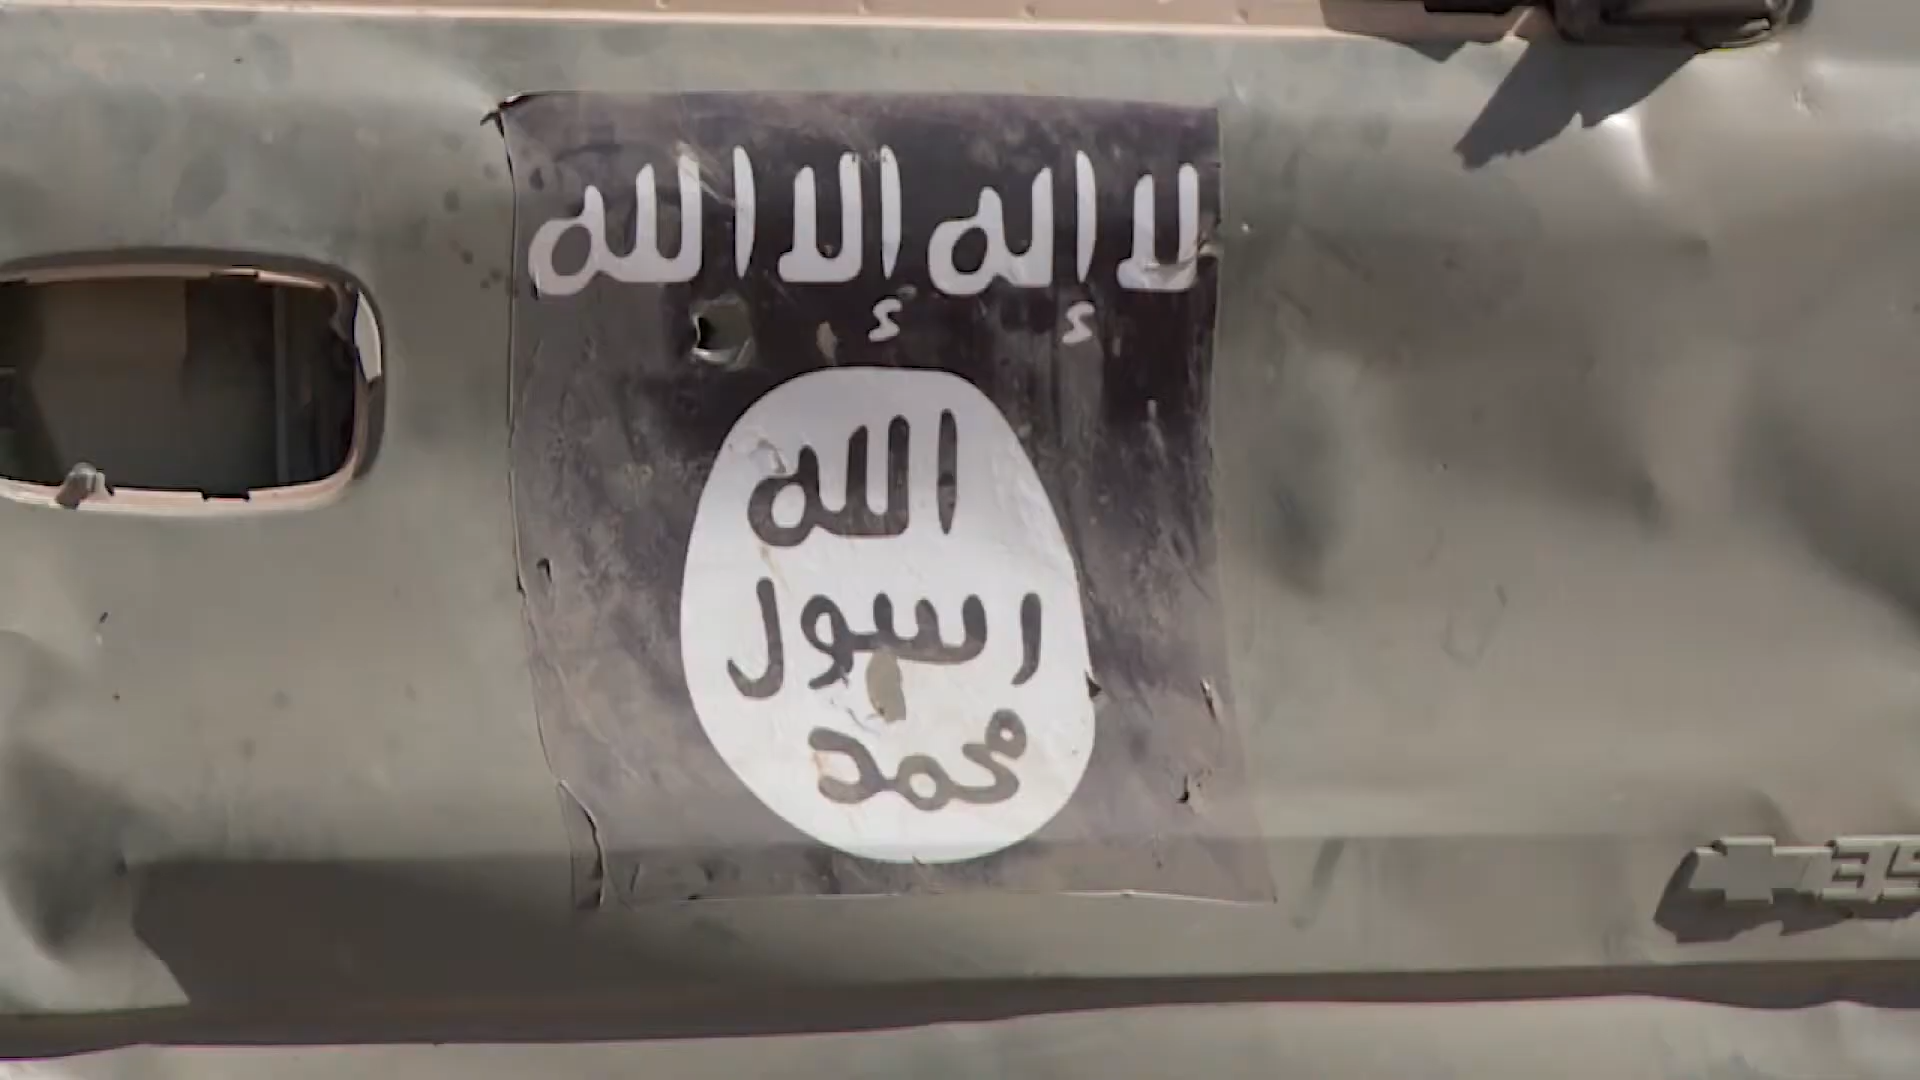 لا إله إلا الله
الله
رسول
محمد